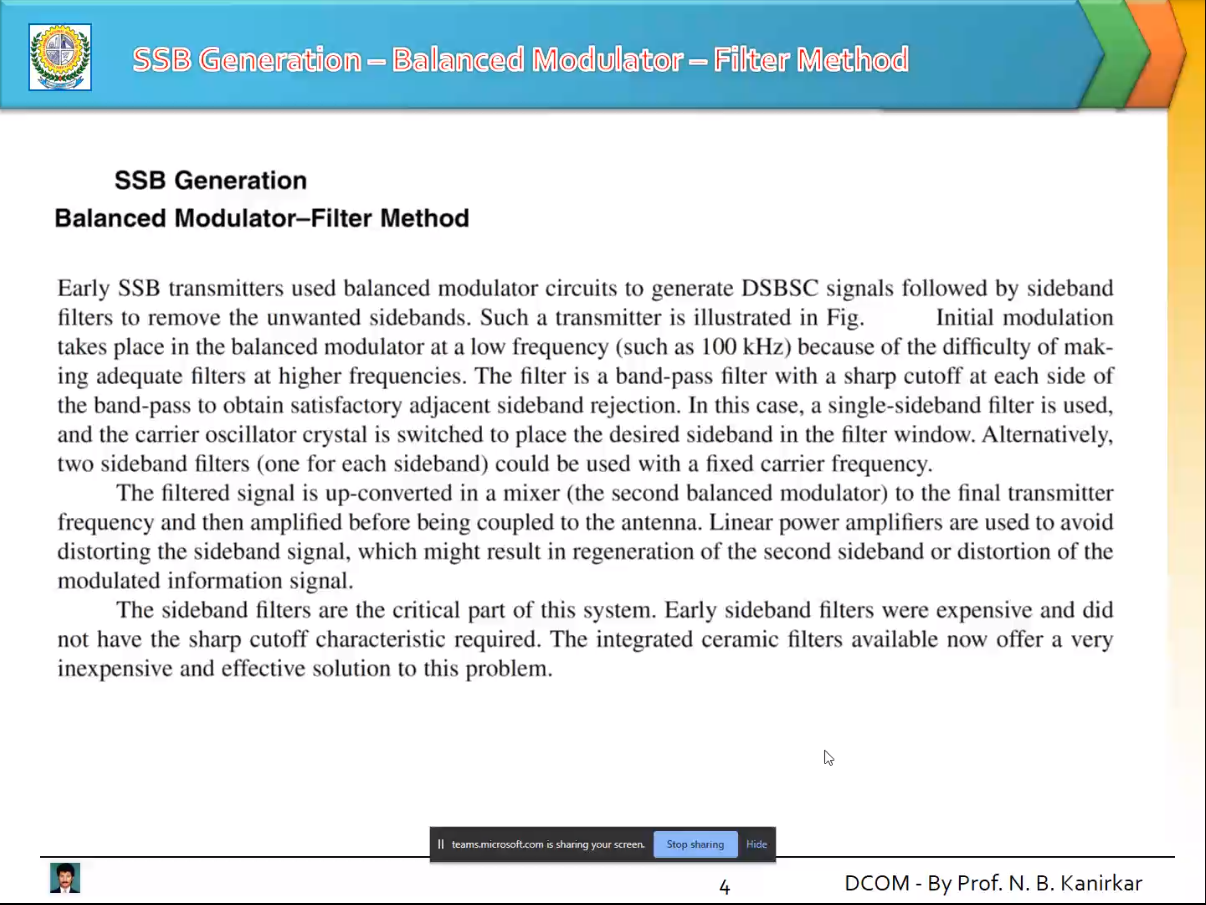 SSB Generation – Balanced Modulator – Filter Method
SSB Generation
Balanced Modulator–Filter Method
Early SSB transmitters used balanced modulator circuits to generate DSBSC signals followed by sideband
filters to remove the unwanted sidebands. Such a transmitter is illustrated in Fig. Initial modulation
takes place in the balanced modulator at a low frequency (such as 100 kHz) because of the difficulty of mak-
ing adequate filters at higher frequencies. The filter is a band-pass filter with a sharp cutoff at each side of
the band-pass to obtain satisfactory adjacent sideband rejection. In this case, a single-sideband filter is used,
and the carrier oscillator crystal is switched to place the desired sideband in the filter window. Alternatively,
two sideband filters (one for each sideband) could be used with a fixed carrier frequency.
The filtered signal is up-converted in a mixer (the second balanced modulator) to the final transmitter
frequency and then amplified before being coupled to the antenna. Linear power amplifiers are used to avoid
distorting the sideband signal, which might result in regeneration of the second sideband or distortion of the
modulated information signal.
The sideband filters are the critical part of this system. Early sideband filters were expensive and did
not have the sharp cutoff characteristic required. The integrated ceramic filters available now offer a very
inexpensive and effective solution to this problem.
teams.microsoft.com is sharing your screen. Stop sharing Hide
4
DCOM - By Prof. N. B. Kanirkar